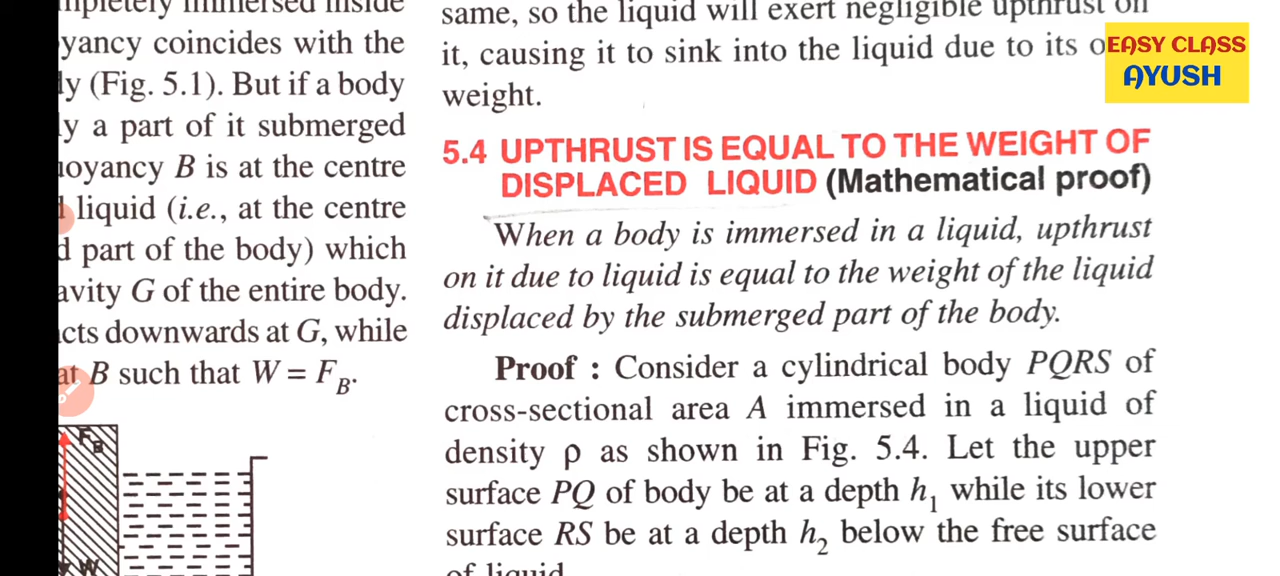 yancy coincides with the
(Fig. 5.1). But if a body
a part of it submerged
B is at the centre
liquid (i.e., at the centre
part of the body) which
G of the entire body.
downwards at G, while
at B such that W = F_B.
F_B
W
same, so the liquid will exert negligible upthrust on
it, causing it to sink into the liquid due to its
weight.
5.4 UPTHRUST IS EQUAL TO THE WEIGHT OF
DISPLACED LIQUID (Mathematical proof)
When a body is immersed in a liquid, upthrust
on it due to liquid is equal to the weight of the liquid
displaced by the submerged part of the body.
Proof : Consider a cylindrical body PQRS of
cross-sectional area A immersed in a liquid of
density ρ as shown in Fig. 5.4. Let the upper
surface PQ of body be at a depth h₁ while its lower
surface RS be at a depth h₂ below the free surface
of liquid
EASY CLASS
AYUSH